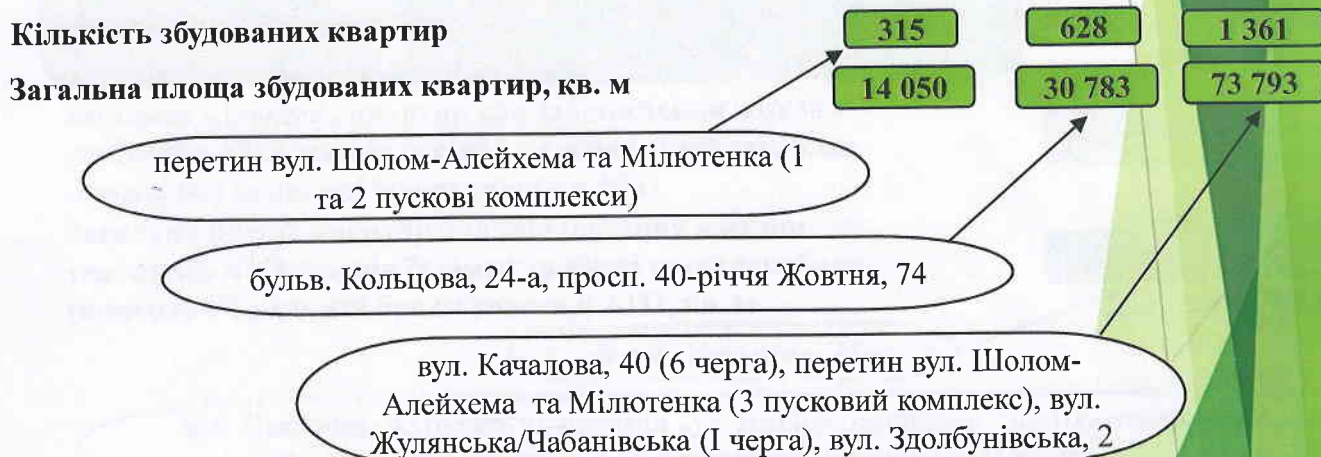 Кількість збудованих квартир 315 628 1 361
Загальна площа збудованих квартир, кв. м 14 050 30 783 73 793
перетин вул. Шолом-Алейхема та Мілютенка (1
та 2 пускові комплекси)
бульв. Кольцова, 24-а, просп. 40-річчя Жовтня, 74
вул. Качалова, 40 (6 черга), перетин вул. Шолом-
Алейхема та Мілютенка (3 пусковий комплекс), вул.
Жулянська/Чабанівська (І черга), вул. Здолбунівська, 2